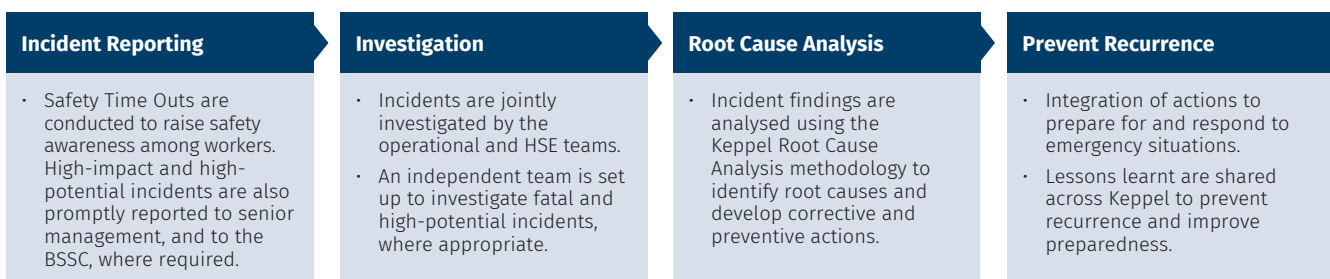 Incident Reporting
• Safety Time Outs are
conducted to raise safety
awareness among workers.
High-impact and high-
potential incidents are also
promptly reported to senior
management, and to the
BSSC, where required.
Investigation
• Incidents are jointly
investigated by the
operational and HSE teams.
• An independent team is set
up to investigate fatal and
high-potential incidents,
where appropriate.
Root Cause Analysis
• Incident findings are
analysed using the
Keppel Root Cause
Analysis methodology to
identify root causes and
develop corrective and
preventive actions.
Prevent Recurrence
• Integration of actions to
prepare for and respond to
emergency situations.
• Lessons learnt are shared
across Keppel to prevent
recurrence and improve
preparedness.